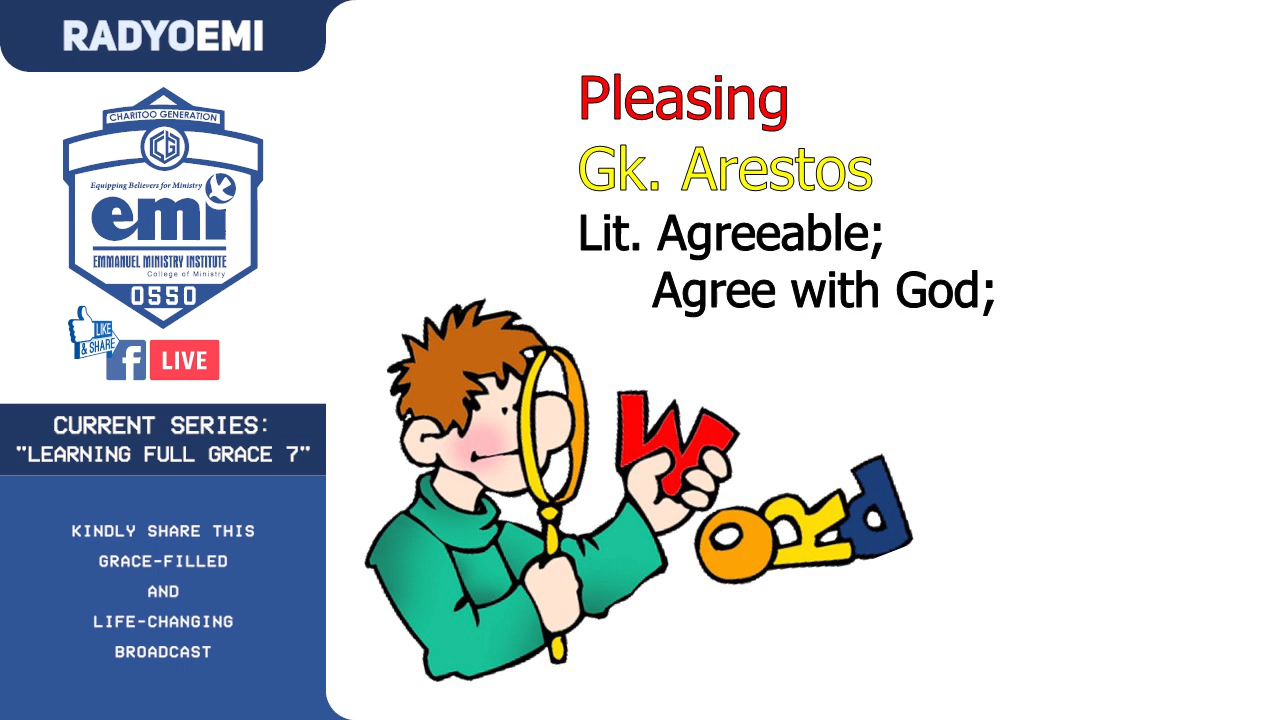 RADYOEMI
CHARITOO GENERATION
CG
Equipping Believers for Ministry
emi
EMMANUEL MINISTRY INSTITUTE
College of Ministry
0550
LIKE
& SHARE
f LIVE
CURRENT SERIES:
"LEARNING FULL GRACE 7"
KINDLY SHARE THIS
GRACE-FILLED
AND
LIFE-CHANGING
BROADCAST
Pleasing
Gk. Arestos
Lit. Agreeable;
Agree with God;
WORd